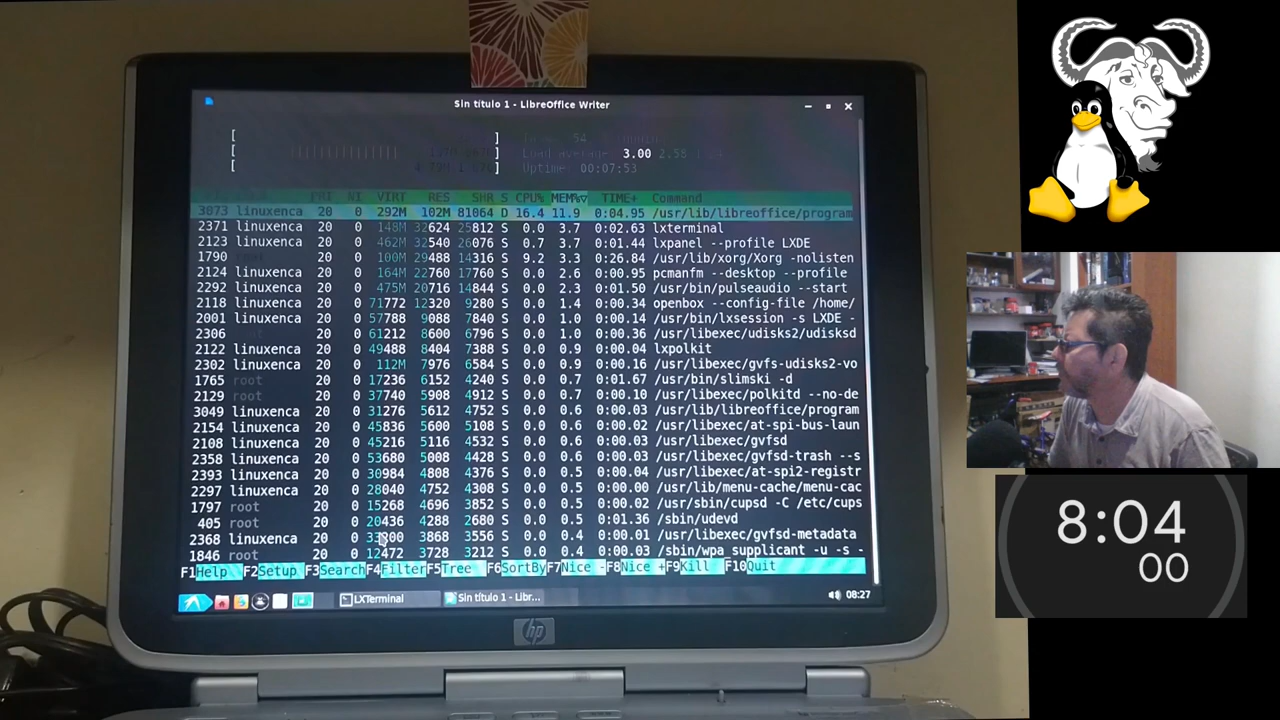 Sin título 1 - LibreOffice Writer
[ ]
[ ]
[ ]
Load average: 3.00 2.58
Uptime: 00:07:53
PRI NI VIRT RES SHR S CPU% MEM%▽ TIME+ Command
3073 linuxenca 20 0 292M 102M 81064 D 16.4 11.9 0:04.95 /usr/lib/libreoffice/program
2371 linuxenca 20 0 148M 32624 25812 S 0.0 3.7 0:02.63 lxterminal
2123 linuxenca 20 0 462M 32540 26076 S 0.7 3.7 0:01.44 lxpanel --profile LXDE
1790 root 20 0 100M 29488 14316 S 9.2 3.3 0:26.84 /usr/lib/xorg/Xorg -nolisten
2124 linuxenca 20 0 164M 22760 17760 S 0.0 2.6 0:00.95 pcmanfm --desktop --profile
2292 linuxenca 20 0 475M 20716 14844 S 0.0 2.3 0:01.50 /usr/bin/pulseaudio --start
2118 linuxenca 20 0 71772 12320 9280 S 0.0 1.4 0:00.34 openbox --config-file /home/
2001 linuxenca 20 0 57788 9088 7840 S 0.0 1.0 0:00.14 /usr/bin/lxsession -s LXDE -
2306 20 0 61212 8600 6796 S 0.0 1.0 0:00.36 /usr/libexec/udisks2/udisksd
2122 linuxenca 20 0 49488 8404 7388 S 0.0 0.9 0:00.04 lxpolkit
2302 linuxenca 20 0 112M 7976 6584 S 0.0 0.9 0:00.16 /usr/libexec/gvfs-udisks2-vo
1765 root 20 0 17236 6152 4240 S 0.0 0.7 0:01.67 /usr/bin/slimski -d
2129 root 20 0 37740 5908 4912 S 0.0 0.7 0:00.10 /usr/libexec/polkitd --no-de
3049 linuxenca 20 0 31276 5612 4752 S 0.0 0.6 0:00.03 /usr/lib/libreoffice/program
2154 linuxenca 20 0 45836 5600 5108 S 0.0 0.6 0:00.02 /usr/libexec/at-spi-bus-laun
2108 linuxenca 20 0 45216 5116 4532 S 0.0 0.6 0:00.03 /usr/libexec/gvfsd
2358 linuxenca 20 0 53680 5008 4428 S 0.0 0.6 0:00.03 /usr/libexec/gvfsd-trash --s
2393 linuxenca 20 0 30984 4808 4376 S 0.0 0.5 0:00.04 /usr/libexec/at-spi2-registr
2297 linuxenca 20 0 28040 4752 4308 S 0.0 0.5 0:00.00 /usr/lib/menu-cache/menu-cac
1797 root 20 0 15268 4696 3852 S 0.0 0.5 0:00.02 /usr/sbin/cupsd -C /etc/cups
405 root 20 0 20436 4288 2680 S 0.0 0.5 0:01.36 /sbin/udevd
2368 linuxenca 20 0 3868 3556 S 0.0 0.4 0:00.01 /usr/libexec/gvfsd-metadata
1846 root 20 0 12472 3728 3212 S 0.0 0.4 0:00.03 /sbin/wpa_supplicant -u -s -
F1Help F2Setup F3SearchF4FilterF5Tree F6SortByF7Nice -F8Nice +F9Kill F10Quit
LXTerminal Sin título 1 - Libr... 08:27
hp
8:04
00